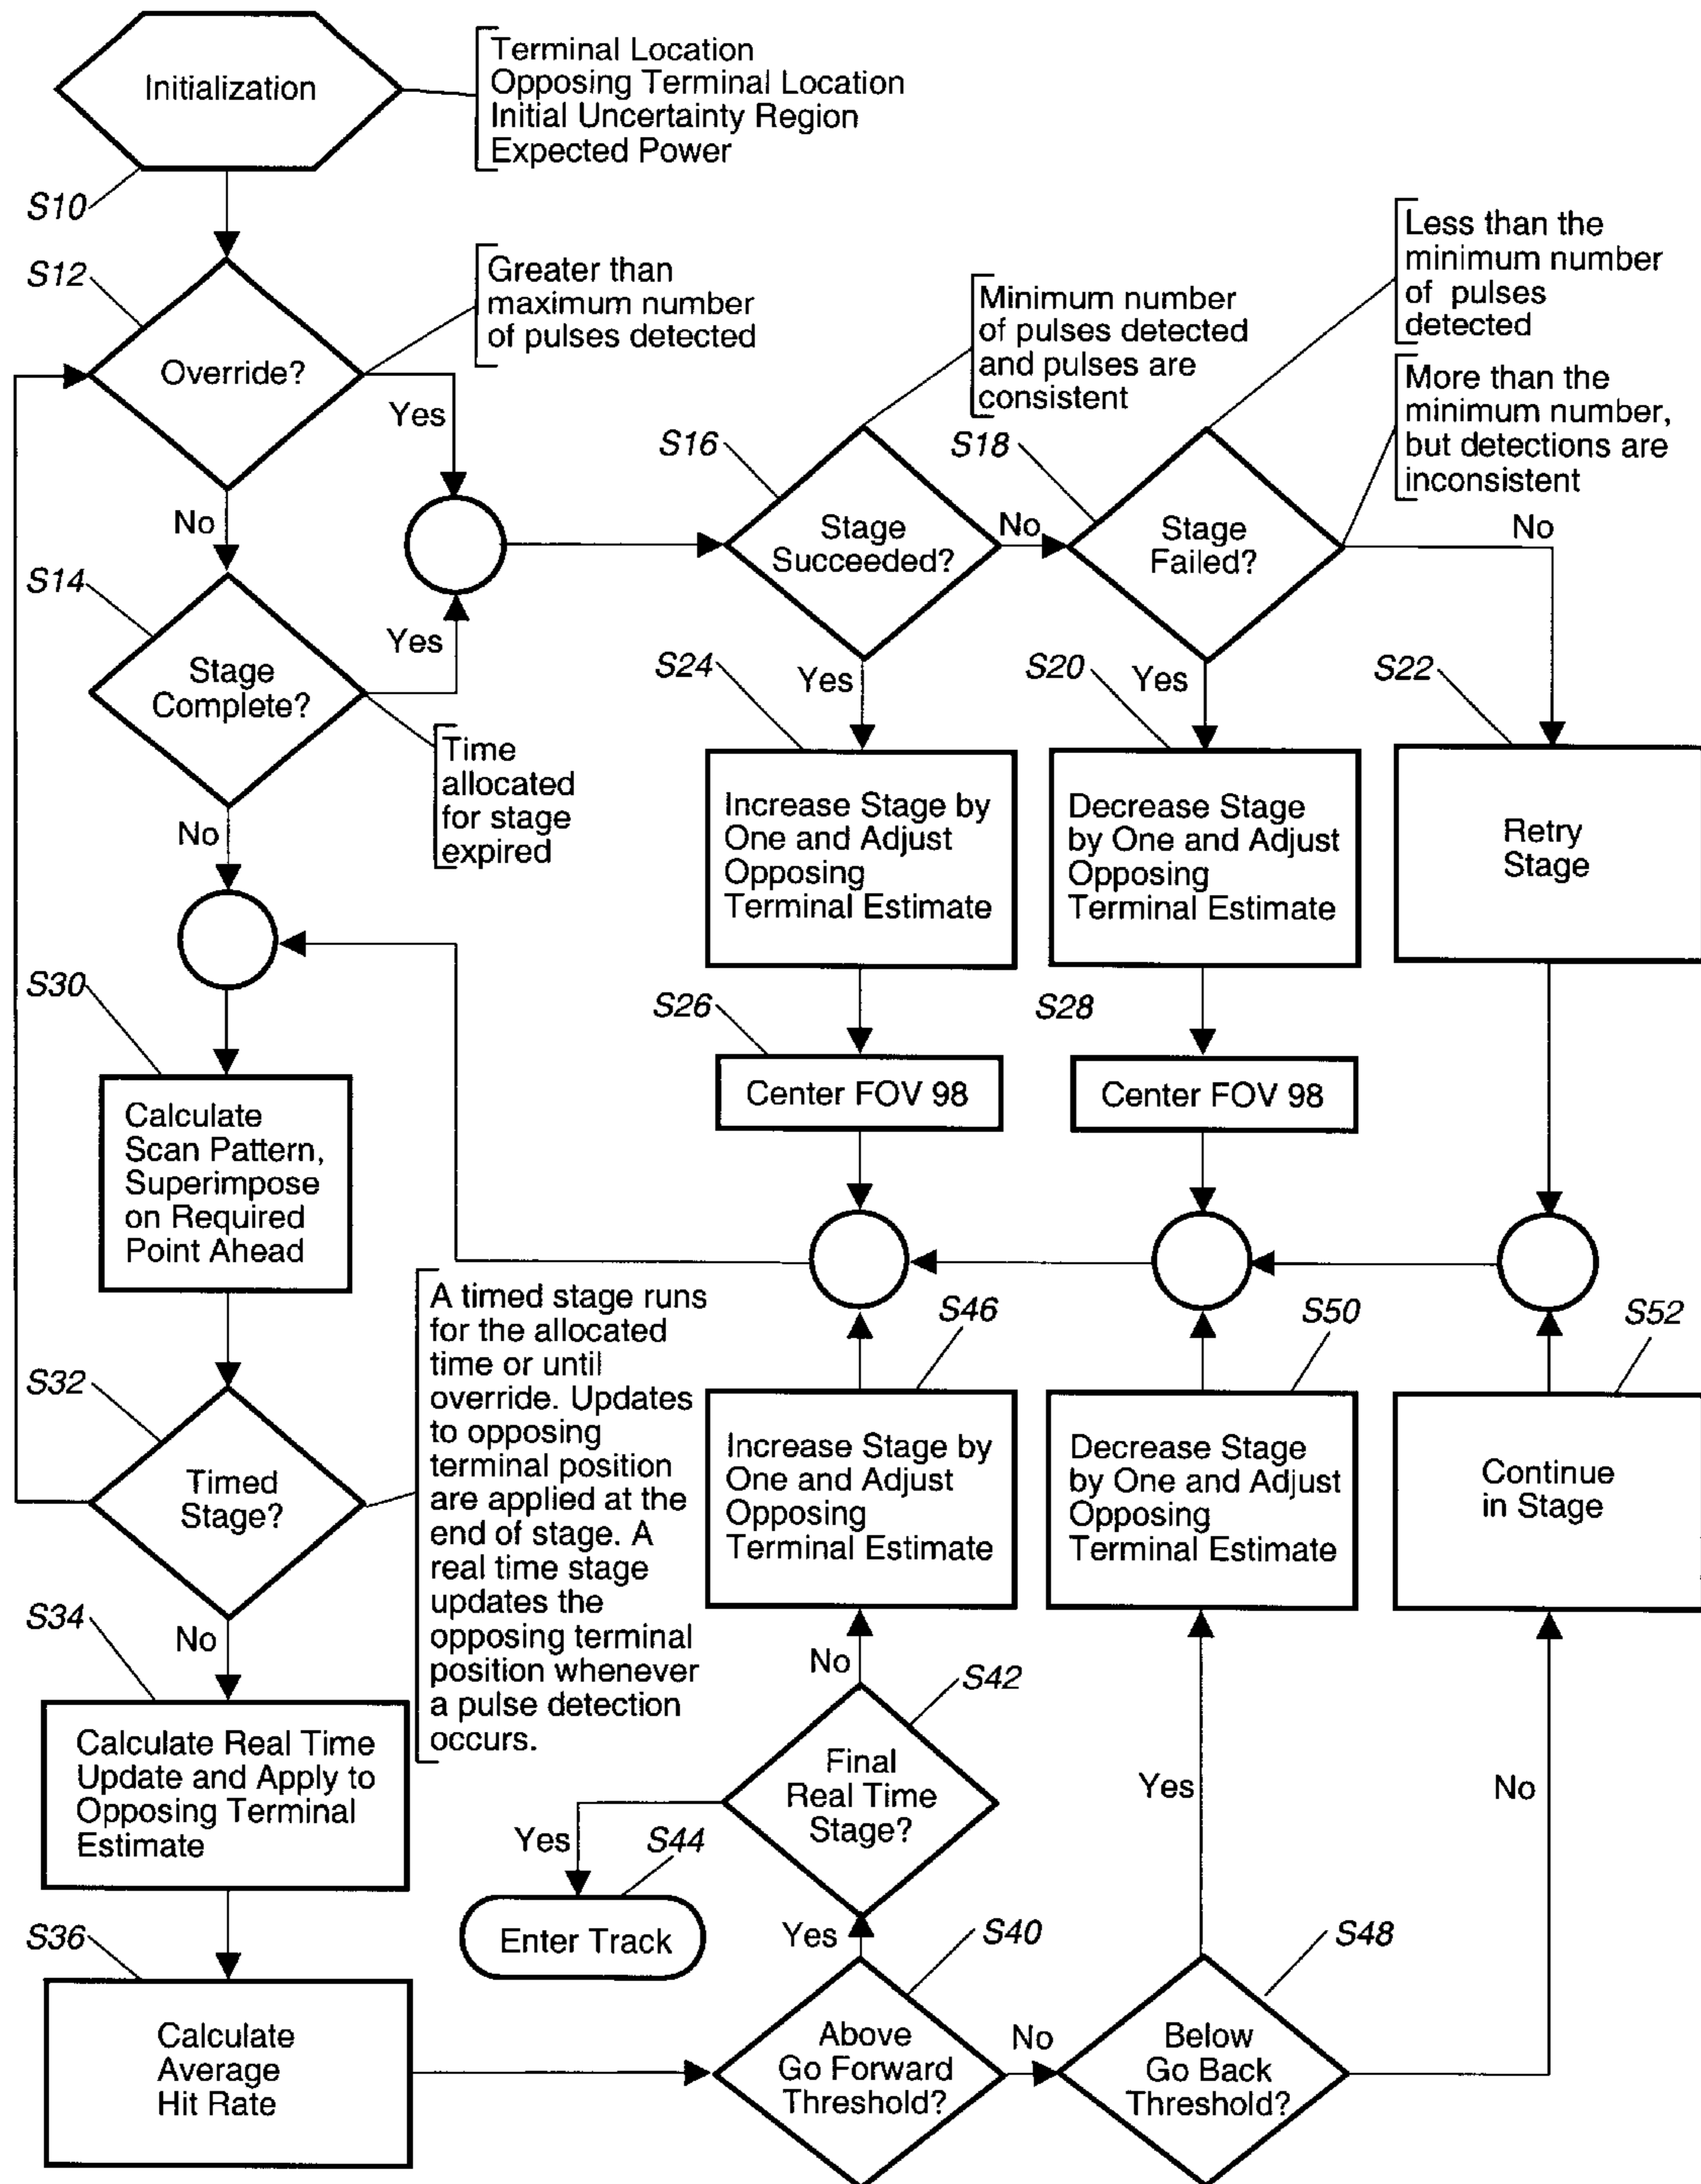 Initialization
Terminal Location
Opposing Terminal Location
Initial Uncertainty Region
Expected Power
S10
S12
Override?
Greater than
maximum number
of pulses detected
Yes
No
S14
Stage
Complete?
Yes
Time
allocated
for stage
expired
No
S16
Stage
Succeeded?
Minimum number
of pulses detected
and pulses are
consistent
No
S18
Stage
Failed?
Less than the
minimum number
of pulses
detected
More than the
minimum number,
but detections are
inconsistent
No
S24
Yes
Increase Stage by
One and Adjust
Opposing
Terminal Estimate
S20
Yes
Decrease Stage
by One and Adjust
Opposing
Terminal Estimate
S22
Retry
Stage
S26
Center FOV 98
S28
Center FOV 98
S30
Calculate
Scan Pattern,
Superimpose
on Required
Point Ahead
S32
Timed
Stage?
A timed stage runs
for the allocated
time or until
override. Updates
to opposing
terminal position
are applied at the
end of stage. A
real time stage
updates the
opposing terminal
position whenever
a pulse detection
occurs.
No
S34
Calculate Real Time
Update and Apply to
Opposing Terminal
Estimate
S36
Calculate
Average
Hit Rate
S46
Increase Stage by
One and Adjust
Opposing
Terminal Estimate
S50
Decrease Stage
by One and Adjust
Opposing
Terminal Estimate
S52
Continue
in Stage
No
S42
Final
Real Time
Stage?
Yes
S44
Enter Track
Yes
S40
Above
Go Forward
Threshold?
No
S48
Below
Go Back
Threshold?
Yes
No